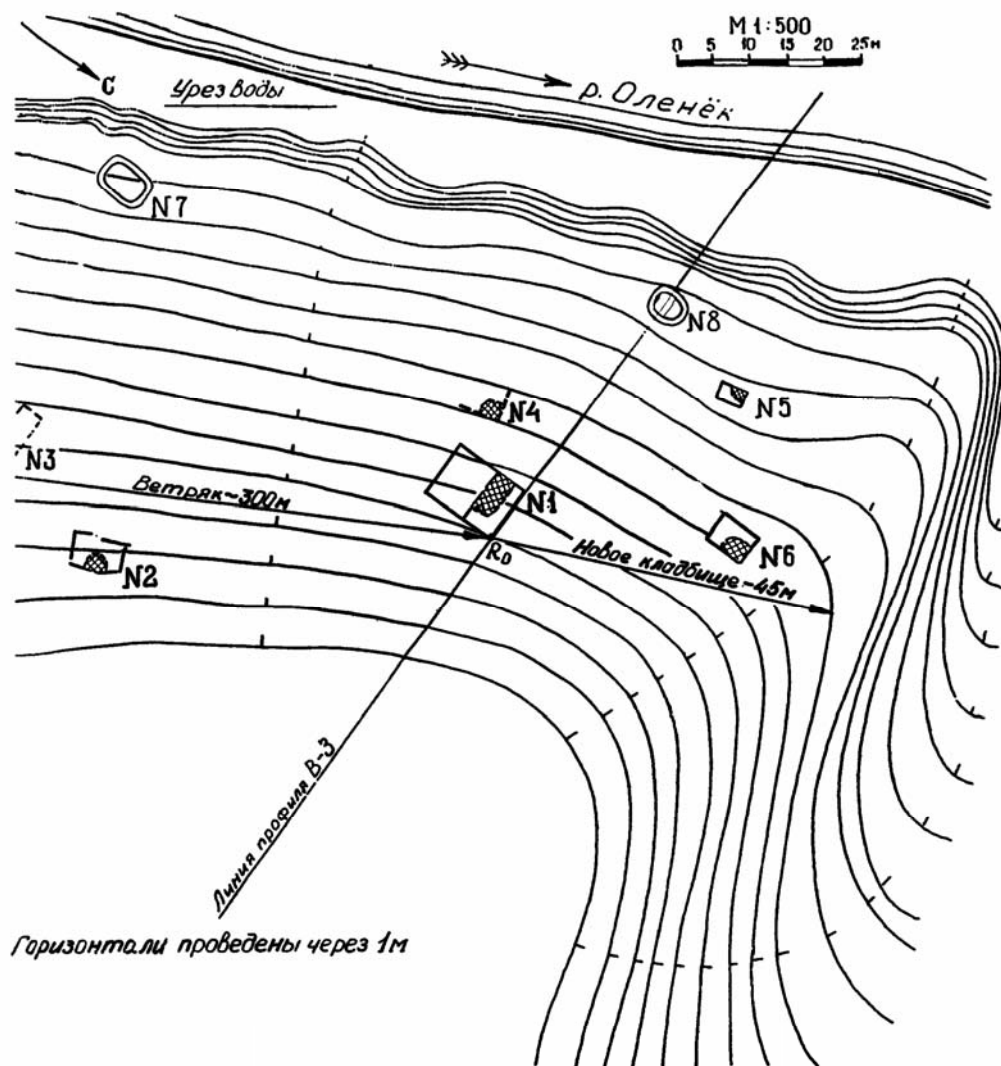 М 1:500
0 5 10 15 20 25м
С
Урез воды
р. Оленёк
N7
N8
N5
N4
N3
N1
Ветряк ~300м
N6
R0
Новое кладбище ~45м
N2
Линия профиля В-3
Горизонтали проведены через 1м